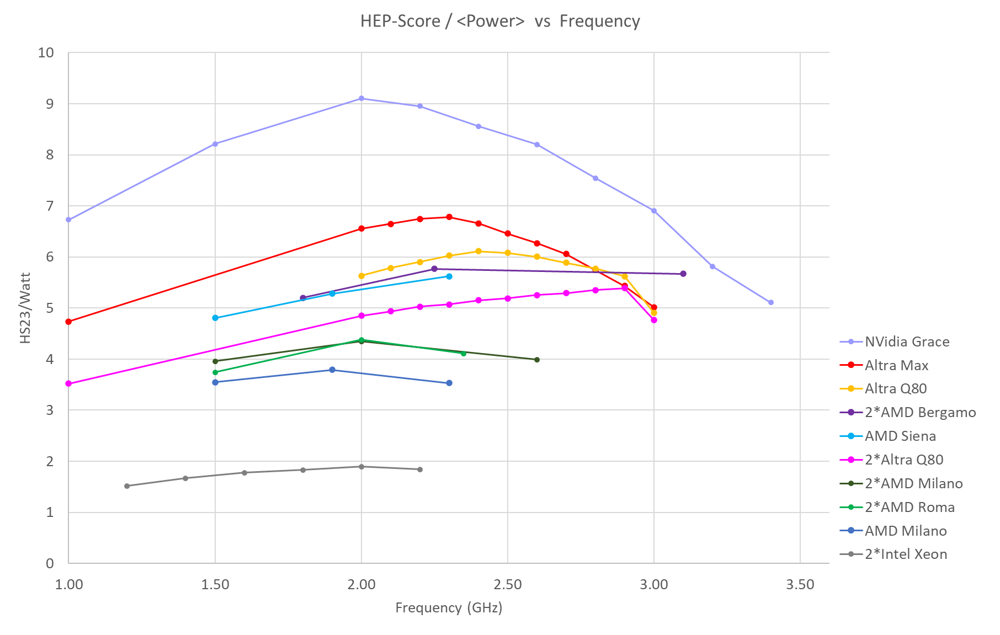 HEP-Score / <Power> vs Frequency
10
9
8
7
6
5
4
3
2
1
0
HS23/Watt
1.00 1.50 2.00 2.50 3.00 3.50
Frequency (GHz)
NVidia Grace
Altra Max
Altra Q80
2*AMD Bergamo
AMD Siena
2*Altra Q80
2*AMD Milano
2*AMD Roma
AMD Milano
2*Intel Xeon